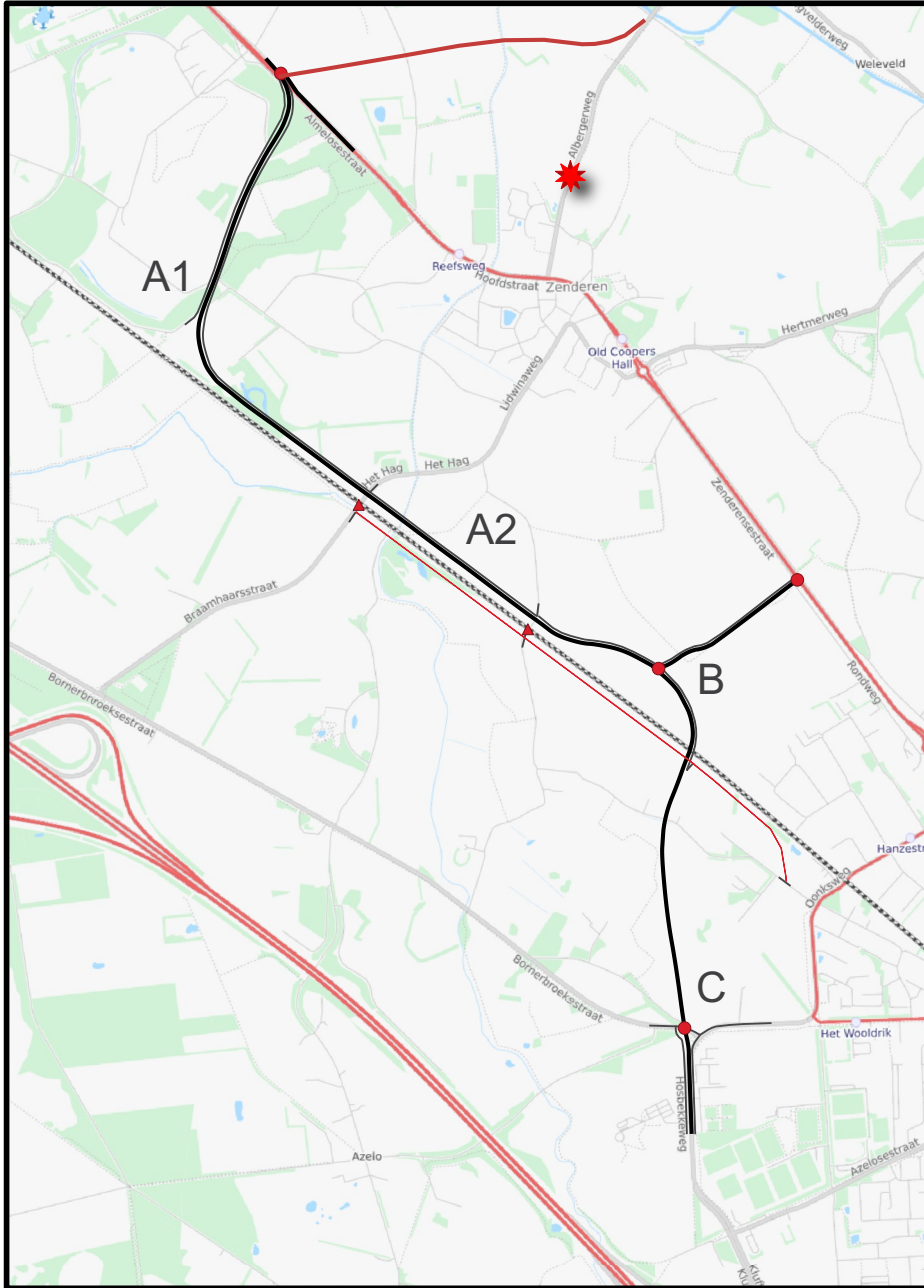 ngvelderweg
Weleveld
Albergerweg
Almelosestraat
A1
Reefsweg
Hoofdstraat
Zenderen
Hertmerweg
Old Coopers
Hall
Lidwinaweg
Het Hag
Het Hag
Zenderensestraat
A2
Braamhaarsstraat
B
Rondweg
Bornerbroeksestraat
Hanzestr
Oonksweg
C
Bornerbroeksestraat
Het Wooldrik
Hosbekkeweg
Azelo
Azelosestraat